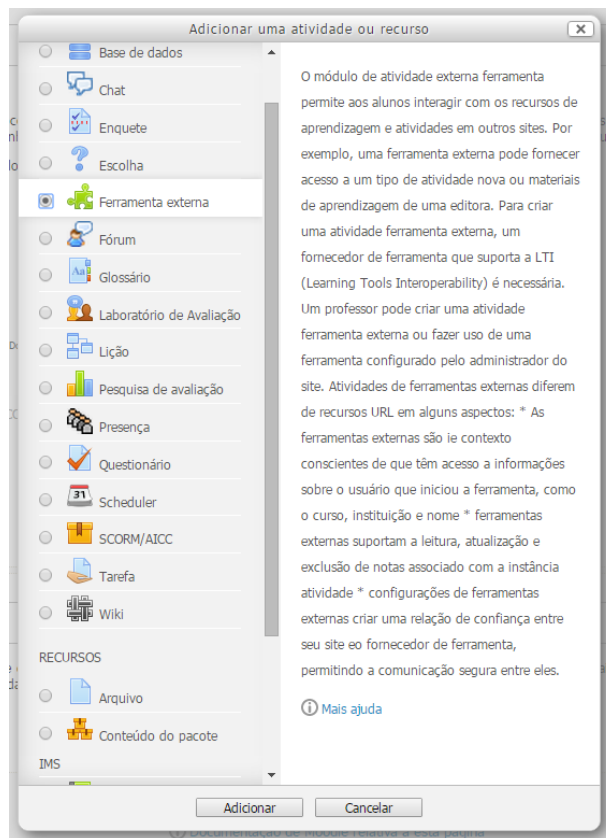 Adicionar uma atividade ou recurso
Base de dados
Chat
Enquete
Escolha
Ferramenta externa
Fórum
Glossário
Laboratório de Avaliação
Lição
Pesquisa de avaliação
Presença
Questionário
Scheduler
SCORM/AICC
Tarefa
Wiki
RECURSOS
Arquivo
Conteúdo do pacote
IMS
O módulo de atividade externa ferramenta
permite aos alunos interagir com os recursos de
aprendizagem e atividades em outros sites. Por
exemplo, uma ferramenta externa pode fornecer
acesso a um tipo de atividade nova ou materiais
de aprendizagem de uma editora. Para criar
uma atividade ferramenta externa, um
fornecedor de ferramenta que suporta a LTI
(Learning Tools Interoperability) é necessária.
Um professor pode criar uma atividade
ferramenta externa ou fazer uso de uma
ferramenta configurado pelo administrador do
site. Atividades de ferramentas externas diferem
de recursos URL em alguns aspectos: * As
ferramentas externas são ie contexto
conscientes de que têm acesso a informações
sobre o usuário que iniciou a ferramenta, como
o curso, instituição e nome * ferramentas
externas suportam a leitura, atualização e
exclusão de notas associado com a instância
atividade * configurações de ferramentas
externas criar uma relação de confiança entre
seu site eo fornecedor de ferramenta,
permitindo a comunicação segura entre eles.
Mais ajuda
Adicionar
Cancelar
Documentação de Moodle relativa a esta página